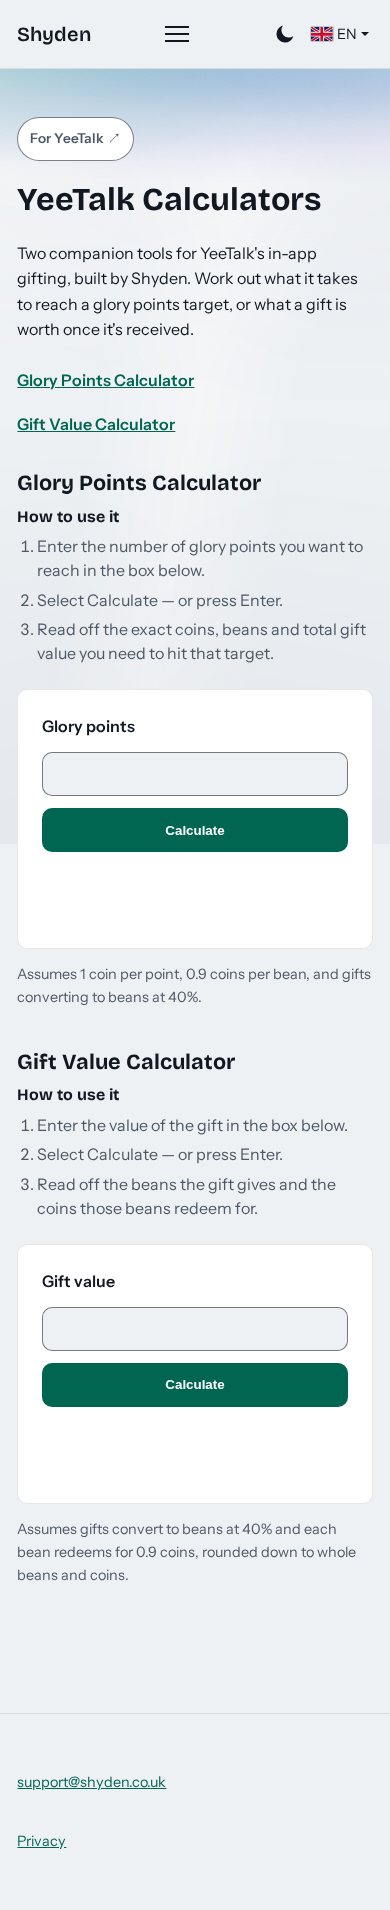 Shyden
EN
For YeeTalk ↗
YeeTalk Calculators
Two companion tools for YeeTalk's in-app
gifting, built by Shyden. Work out what it takes
to reach a glory points target, or what a gift is
worth once it's received.
Glory Points Calculator
Gift Value Calculator
Glory Points Calculator
How to use it
1. Enter the number of glory points you want to
reach in the box below.
2. Select Calculate — or press Enter.
3. Read off the exact coins, beans and total gift
value you need to hit that target.
Glory points
Calculate
Assumes 1 coin per point, 0.9 coins per bean, and gifts
converting to beans at 40%.
Gift Value Calculator
How to use it
1. Enter the value of the gift in the box below.
2. Select Calculate — or press Enter.
3. Read off the beans the gift gives and the
coins those beans redeem for.
Gift value
Calculate
Assumes gifts convert to beans at 40% and each
bean redeems for 0.9 coins, rounded down to whole
beans and coins.
support@shyden.co.uk
Privacy